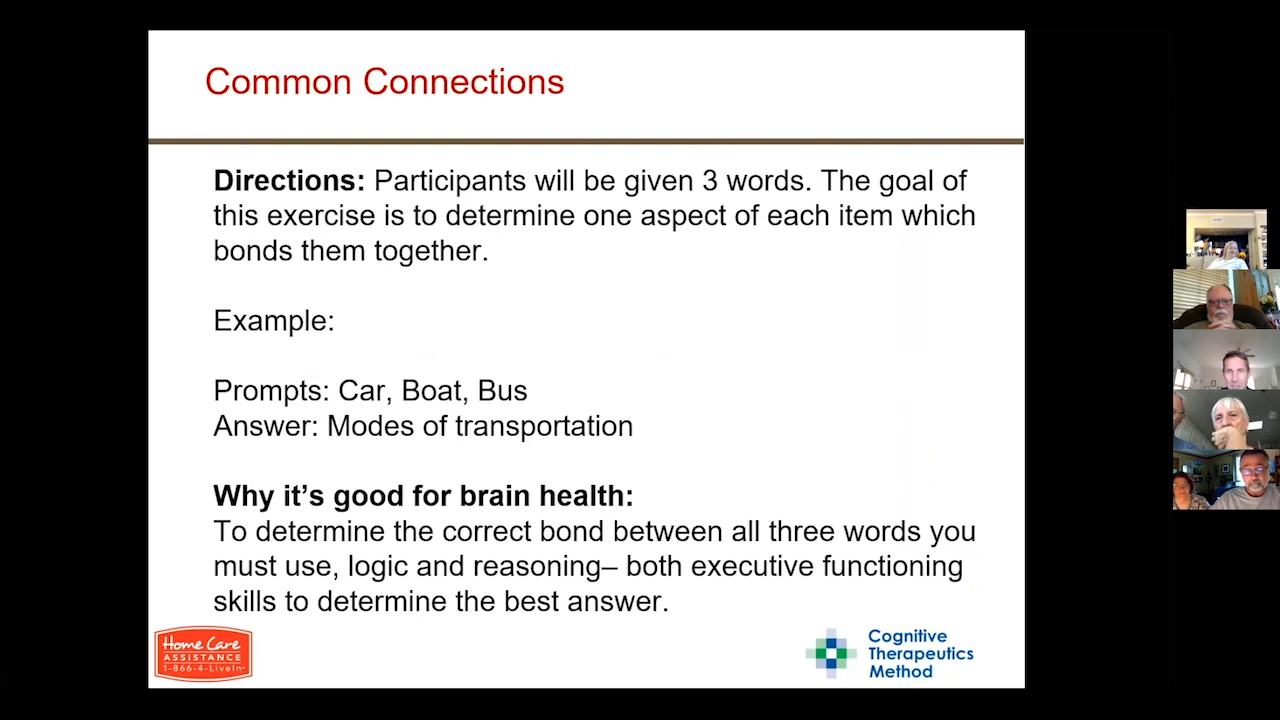 Common Connections
Directions: Participants will be given 3 words. The goal of
this exercise is to determine one aspect of each item which
bonds them together.
Example:
Prompts: Car, Boat, Bus
Answer: Modes of transportation
Why it’s good for brain health:
To determine the correct bond between all three words you
must use, logic and reasoning– both executive functioning
skills to determine the best answer.
Home Care
ASSISTANCE
1-866-4-LiveIn
Cognitive
Therapeutics
Method